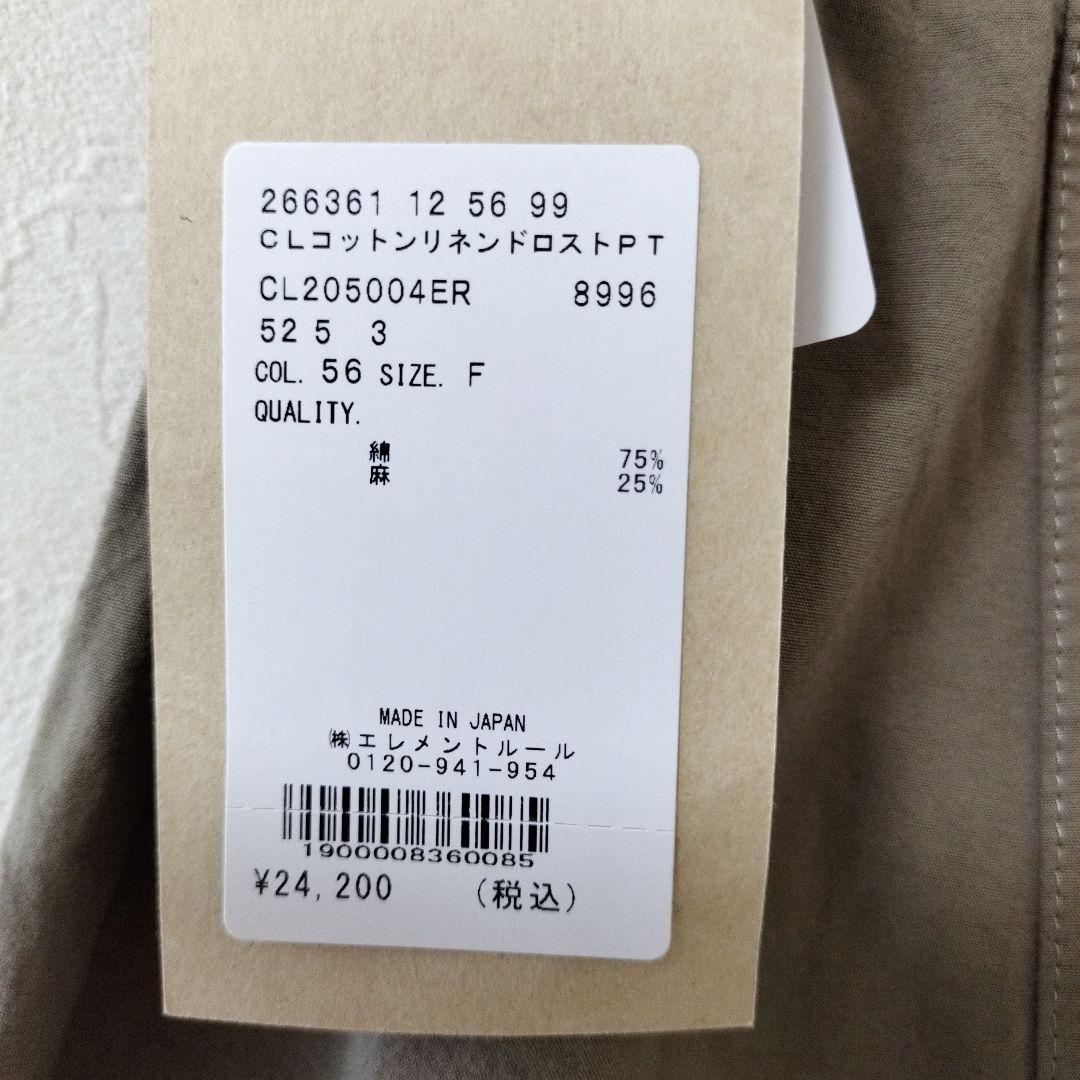 266361 12 56 99
CLコットンリネンドロストPT
CL205004ER 8996
52 5 3
COL. 56 SIZE. F
QUALITY.
綿 75%
麻 25%
MADE IN JAPAN
㈱エレメントルール
0120-941-954
1900008360085
¥24,200 (税込)